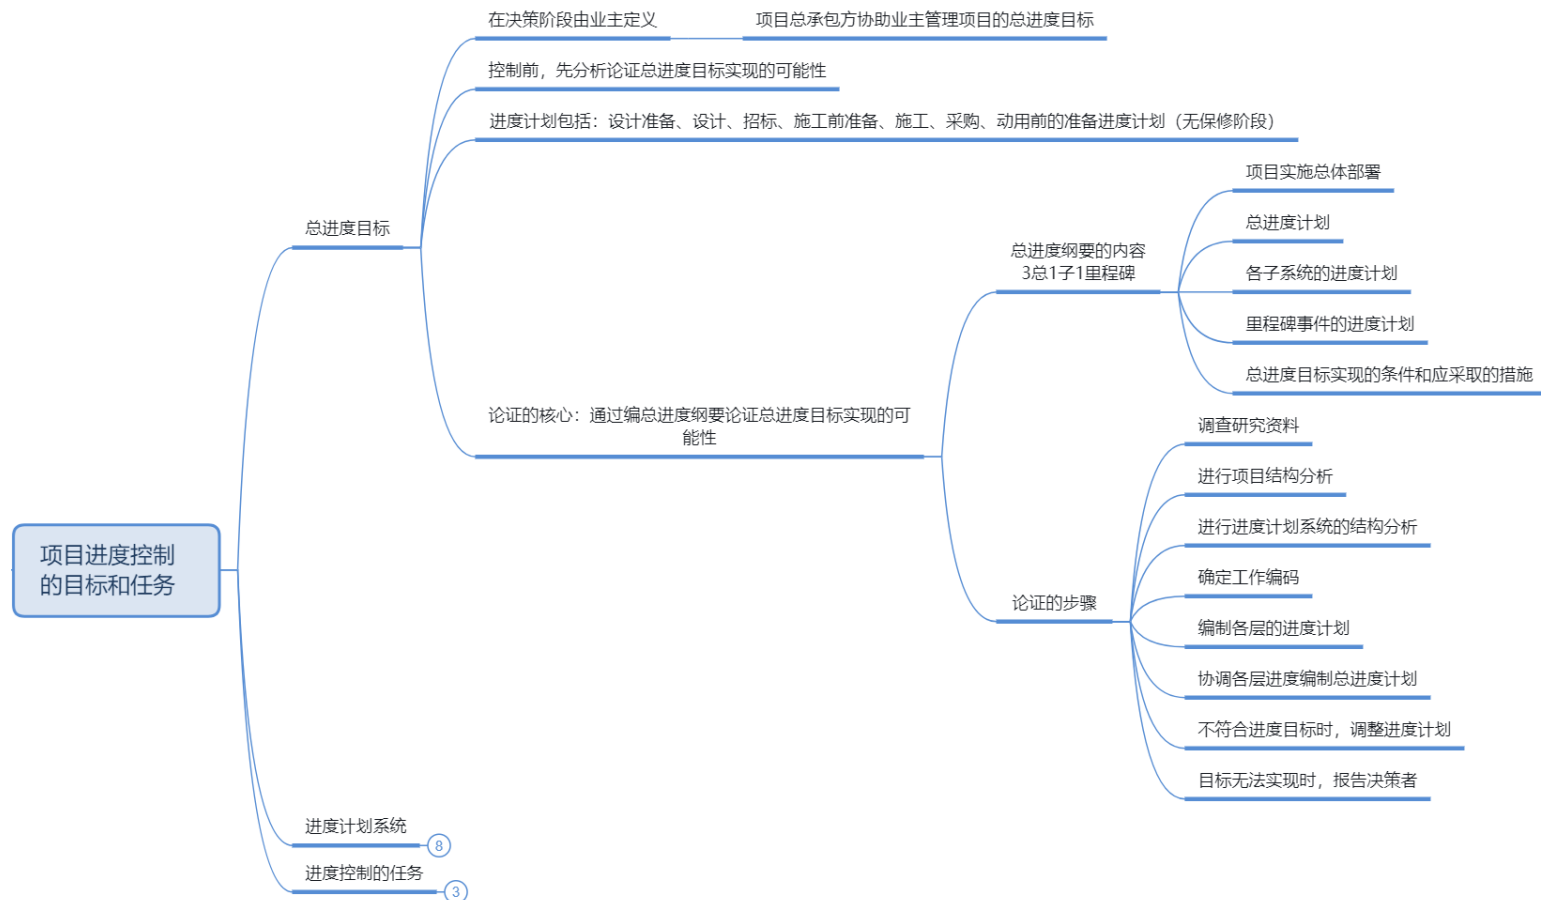 在决策阶段由业主定义
项目总承包方协助业主管理项目的总进度目标
控制前，先分析论证总进度目标实现的可能性
进度计划包括：设计准备、设计、招标、施工前准备、施工、采购、动用前的准备进度计划（无保修阶段）
项目实施总体部署
总进度目标
总进度计划
总进度纲要的内容
3总1子1里程碑
各子系统的进度计划
里程碑事件的进度计划
总进度目标实现的条件和应采取的措施
论证的核心：通过编总进度纲要论证总进度目标实现的可
能性
调查研究资料
进行项目结构分析
进行进度计划系统的结构分析
项目进度控制
的目标和任务
确定工作编码
论证的步骤
编制各层的进度计划
协调各层进度编制总进度计划
不符合进度目标时，调整进度计划
目标无法实现时，报告决策者
进度计划系统
8
进度控制的任务
3